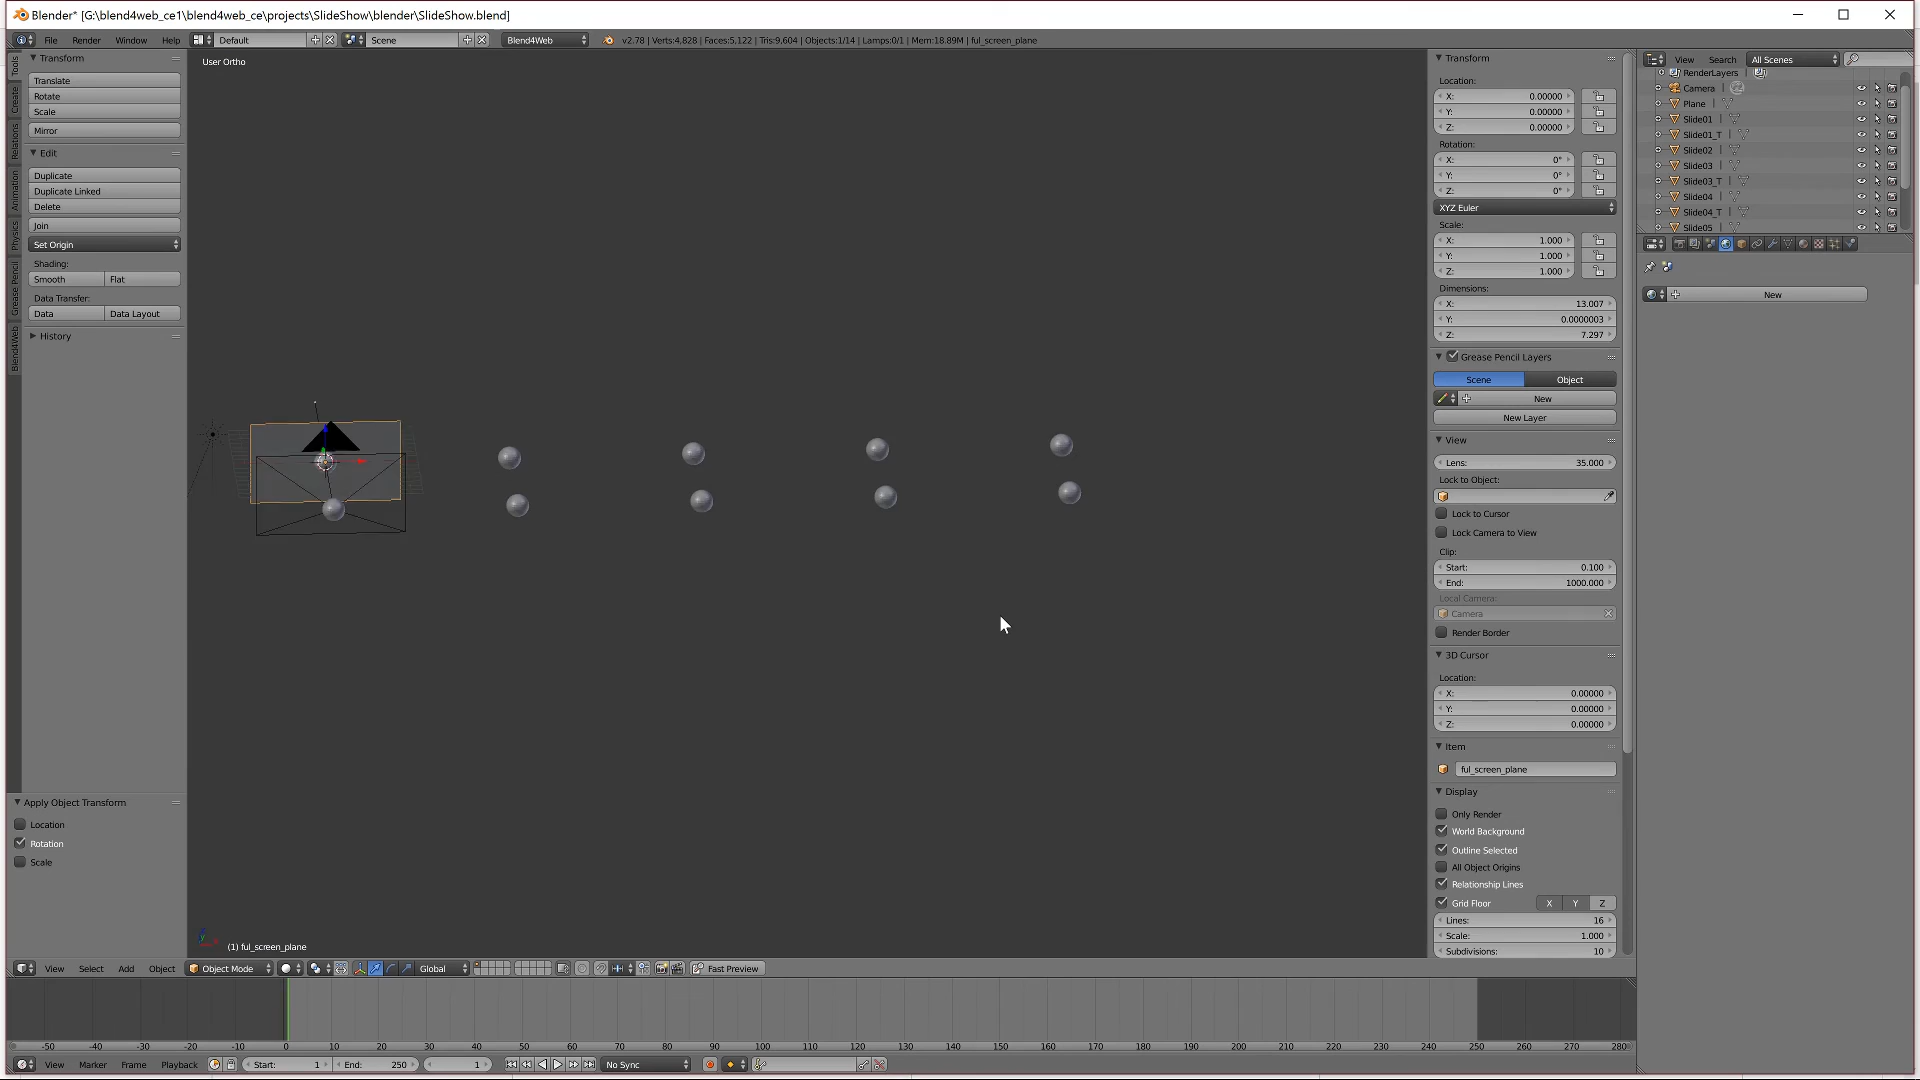 Blender* [G:\blend4web_ce1\blend4web_ce\projects\SlideShow\blender\SlideShow.blend]
File Render Window Help Default Scene Blend4Web v2.78 | Verts:4,828 | Faces:5,122 | Tris:9,604 | Objects:1/14 | Lamps:0/1 | Mem:18.89M | ful_screen_plane
Tools
Create
Relations
Animation
Physics
Grease Pencil
Blend4Web
Transform
Translate
Rotate
Scale
Mirror
Edit
Duplicate
Duplicate Linked
Delete
Join
Set Origin
Shading:
Smooth Flat
Data Transfer:
Data Data Layout
History
Apply Object Transform
Location
Rotation
Scale
User Ortho
(1) ful_screen_plane
Transform
Location:
X: 0.00000
Y: 0.00000
Z: 0.00000
Rotation:
X: 0°
Y: 0°
Z: 0°
XYZ Euler
Scale:
X: 1.000
Y: 1.000
Z: 1.000
Dimensions:
X: 13.007
Y: 0.0000003
Z: 7.297
Grease Pencil Layers
Scene Object
New
New Layer
View
Lens: 35.000
Lock to Object:
Lock to Cursor
Lock Camera to View
Clip:
Start: 0.100
End: 1000.000
Local Camera:
Camera
Render Border
3D Cursor
Location:
X: 0.00000
Y: 0.00000
Z: 0.00000
Item
ful_screen_plane
Display
Only Render
World Background
Outline Selected
All Object Origins
Relationship Lines
Grid Floor X Y Z
Lines: 16
Scale: 1.000
Subdivisions: 10
View Search All Scenes
RenderLayers
Camera
Plane
Slide01
Slide01_T
Slide02
Slide03
Slide03_T
Slide04
Slide04_T
Slide05
New
View Select Add Object Object Mode Global Fast Preview
-50 -40 -30 -20 -10 0 10 20 30 40 50 60 70 80 90 100 110 120 130 140 150 160 170 180 190 200 210 220 230 240 250 260 270 280
View Marker Frame Playback Start: 1 End: 250 1 No Sync